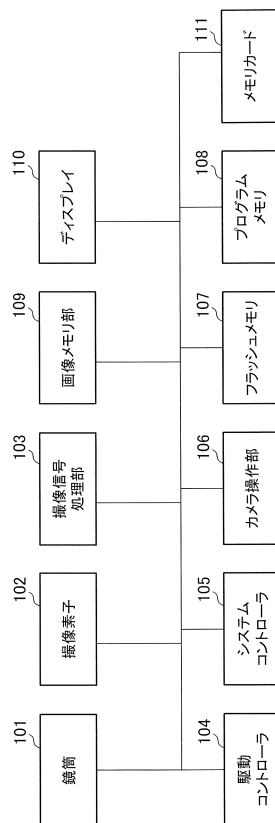 101
鏡筒
102
撮像素子
103
撮像信号
処理部
109
画像メモリ部
110
ディスプレイ
104
駆動
コントローラ
105
システム
コントローラ
106
カメラ操作部
107
フラッシュメモリ
108
プログラム
メモリ
111
メモリカード